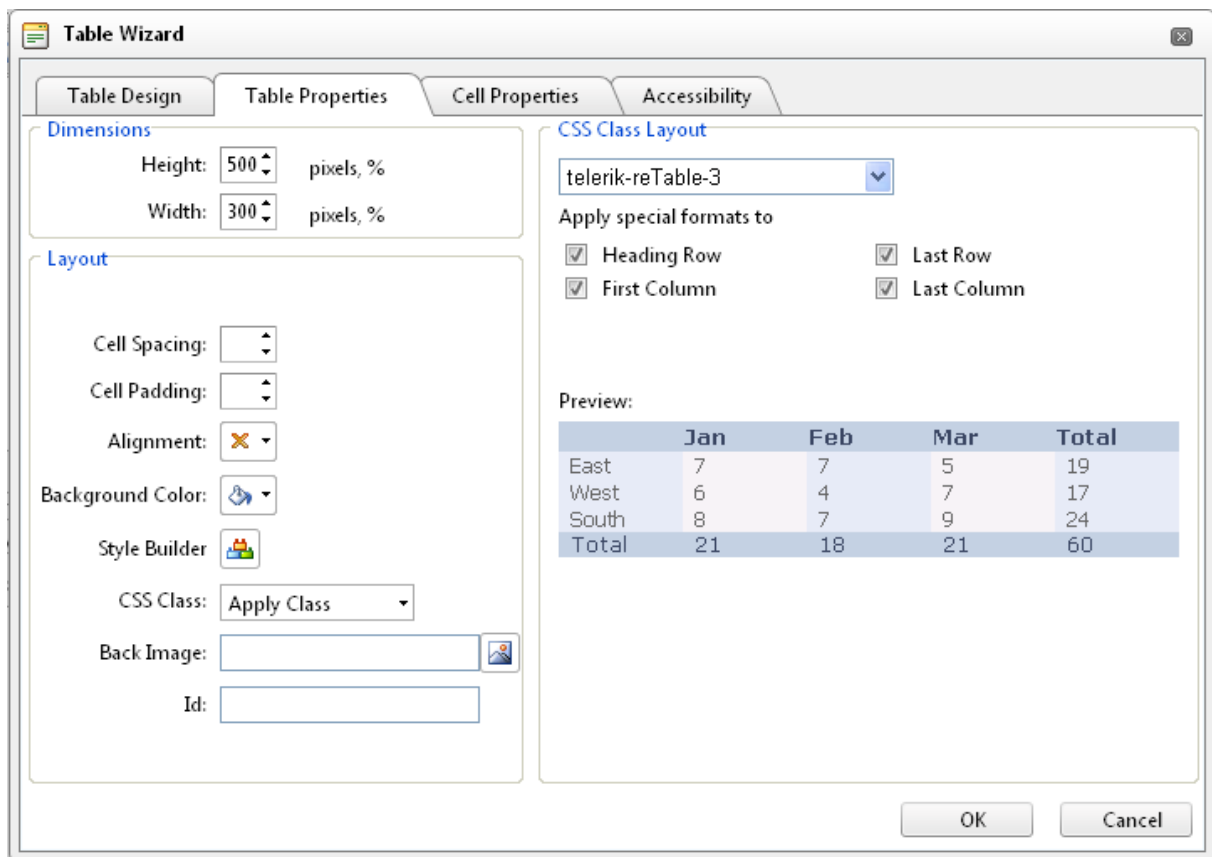 Table Wizard
Table Design Table Properties Cell Properties Accessibility
Dimensions
Height: 500 pixels, %
Width: 300 pixels, %
Layout
Cell Spacing:
Cell Padding:
Alignment:
Background Color:
Style Builder
CSS Class: Apply Class
Back Image:
Id:
CSS Class Layout
telerik-reTable-3
Apply special formats to
Heading Row Last Row
First Column Last Column
Preview:
Jan Feb Mar Total
East 7 7 5 19
West 6 4 7 17
South 8 7 9 24
Total 21 18 21 60
OK Cancel